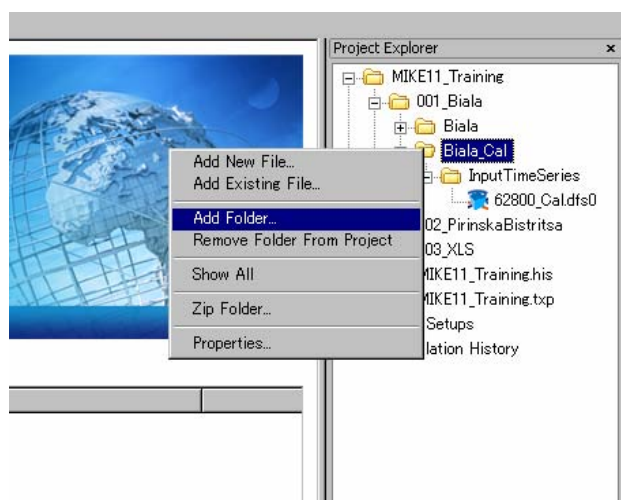 Project Explorer
MIKE11_Training
001_Biala
Biala
Biala_Cal
InputTimeSeries
62800_Cal.dfs0
02_PirinskaBistritsa
03_XLS
MIKE11_Training.his
MIKE11_Training.txp
Setups
lation History
Add New File...
Add Existing File...
Add Folder...
Remove Folder From Project
Show All
Zip Folder...
Properties...